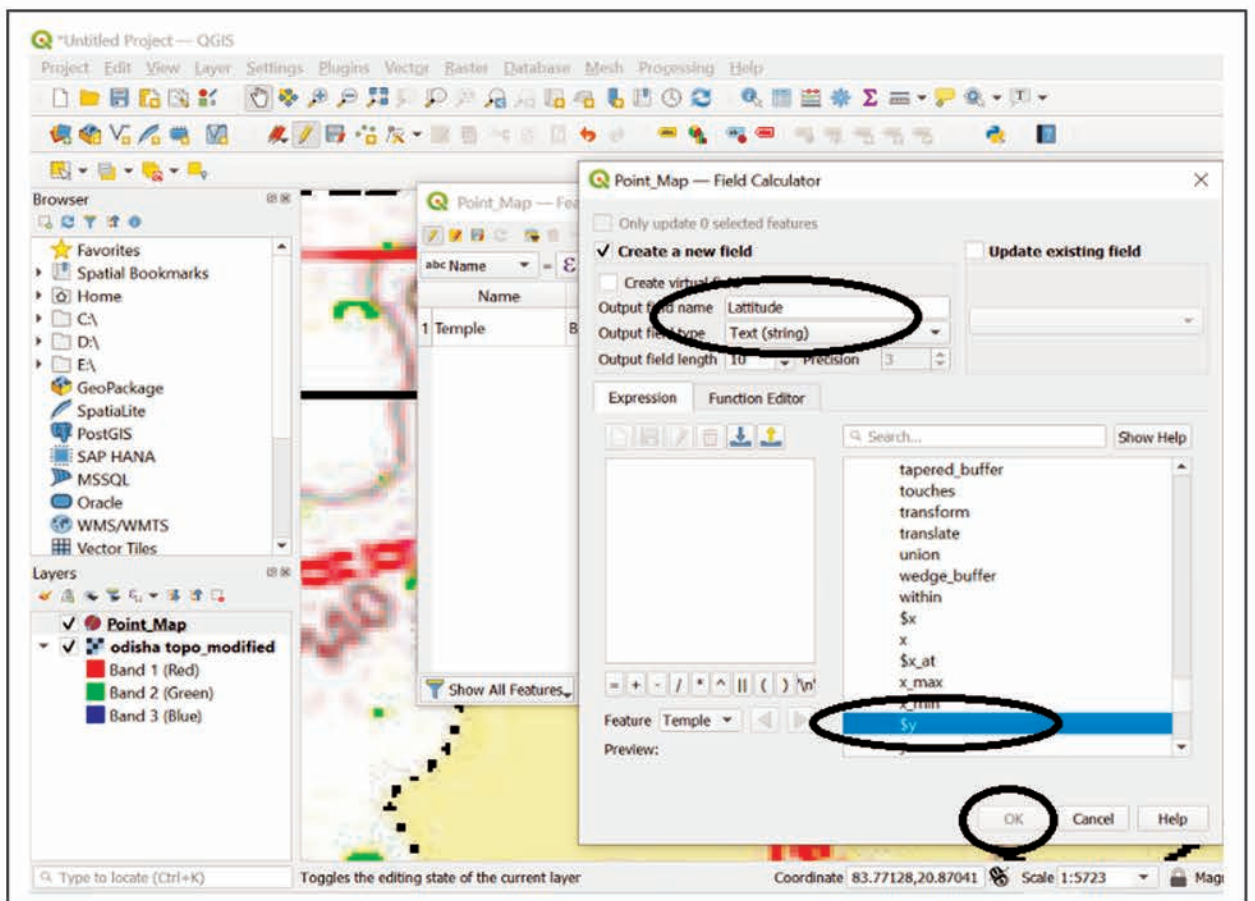 *Untitled Project — QGIS
Project Edit View Layer Settings Plugins Vector Raster Database Mesh Progessing Help
Browser
Favorites
Spatial Bookmarks
Home
C:\
D:\
E:\
GeoPackage
SpatiaLite
PostGIS
SAP HANA
MSSQL
Oracle
WMS/WMTS
Vector Tiles
Layers
Point_Map
odisha topo_modified
Band 1 (Red)
Band 2 (Green)
Band 3 (Blue)
Point_Map — Fea
abc Name = ε
Name
1 Temple B
Show All Features
Point_Map — Field Calculator
Only update 0 selected features
Create a new field
Update existing field
Create virtual field
Output field name Lattitude
Output field type Text (string)
Output field length 10 Precision 3
Expression Function Editor
Search... Show Help
tapered_buffer
touches
transform
translate
union
wedge_buffer
within
$x
x
$x_at
x_max
x_min
$y
= + - / * ^ || ( ) '\n'
Feature Temple
Preview:
OK Cancel Help
Type to locate (Ctrl+K) Toggles the editing state of the current layer Coordinate 83.77128,20.87041 Scale 1:5723 Magn